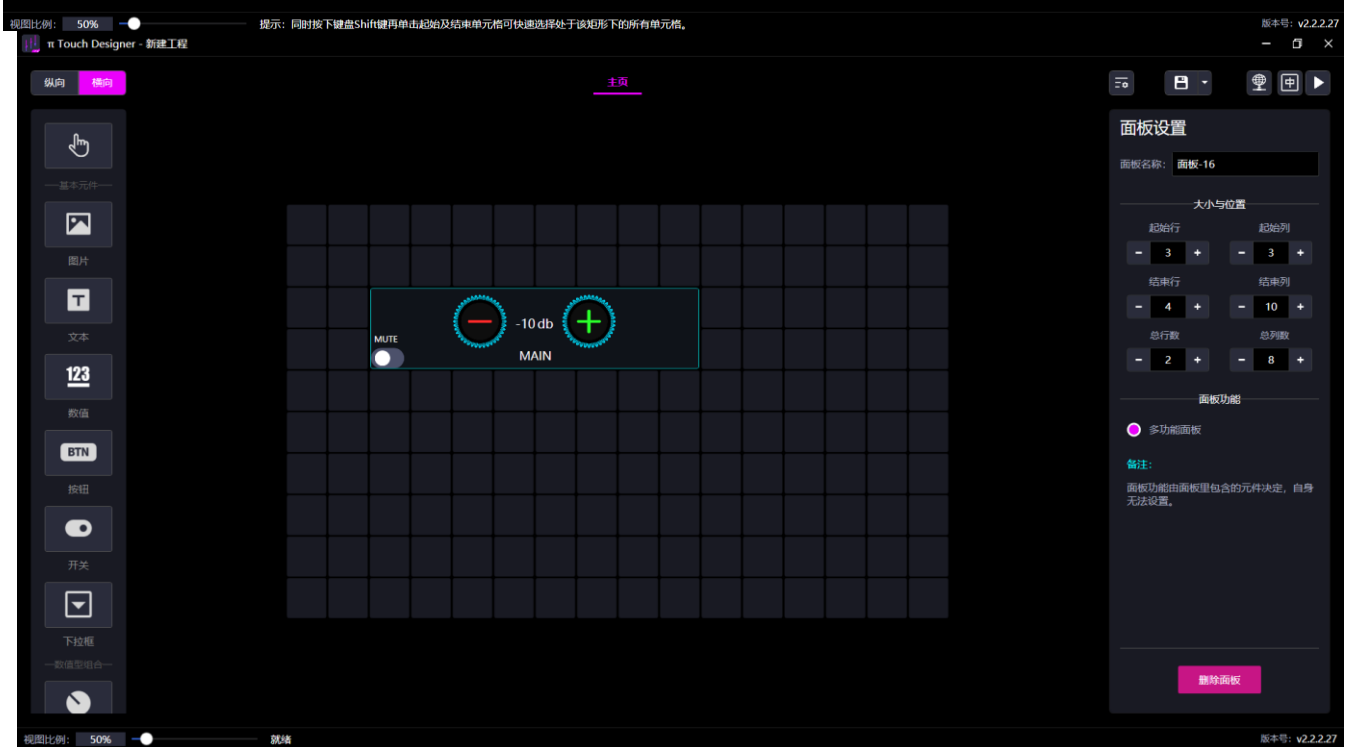 视图比例: 50% 提示：同时按下键盘Shift键再单击起始及结束单元格可快速选择处于该矩形下的所有单元格。 版本号: v2.2.2.27
π Touch Designer - 新建工程
纵向 横向 主页 中
基本元件
图片
T
文本
123
数值
BTN
按钮
开关
下拉框
数值型组合
-10 db
MUTE
MAIN
面板设置
面板名称: 面板-16
大小与位置
起始行 起始列
- 3 + - 3 +
结束行 结束列
- 4 + - 10 +
总行数 总列数
- 2 + - 8 +
面板功能
多功能面板
备注:
面板功能由面板里包含的元件决定，自身
无法设置。
删除面板
视图比例: 50% 就绪 版本号: v2.2.2.27